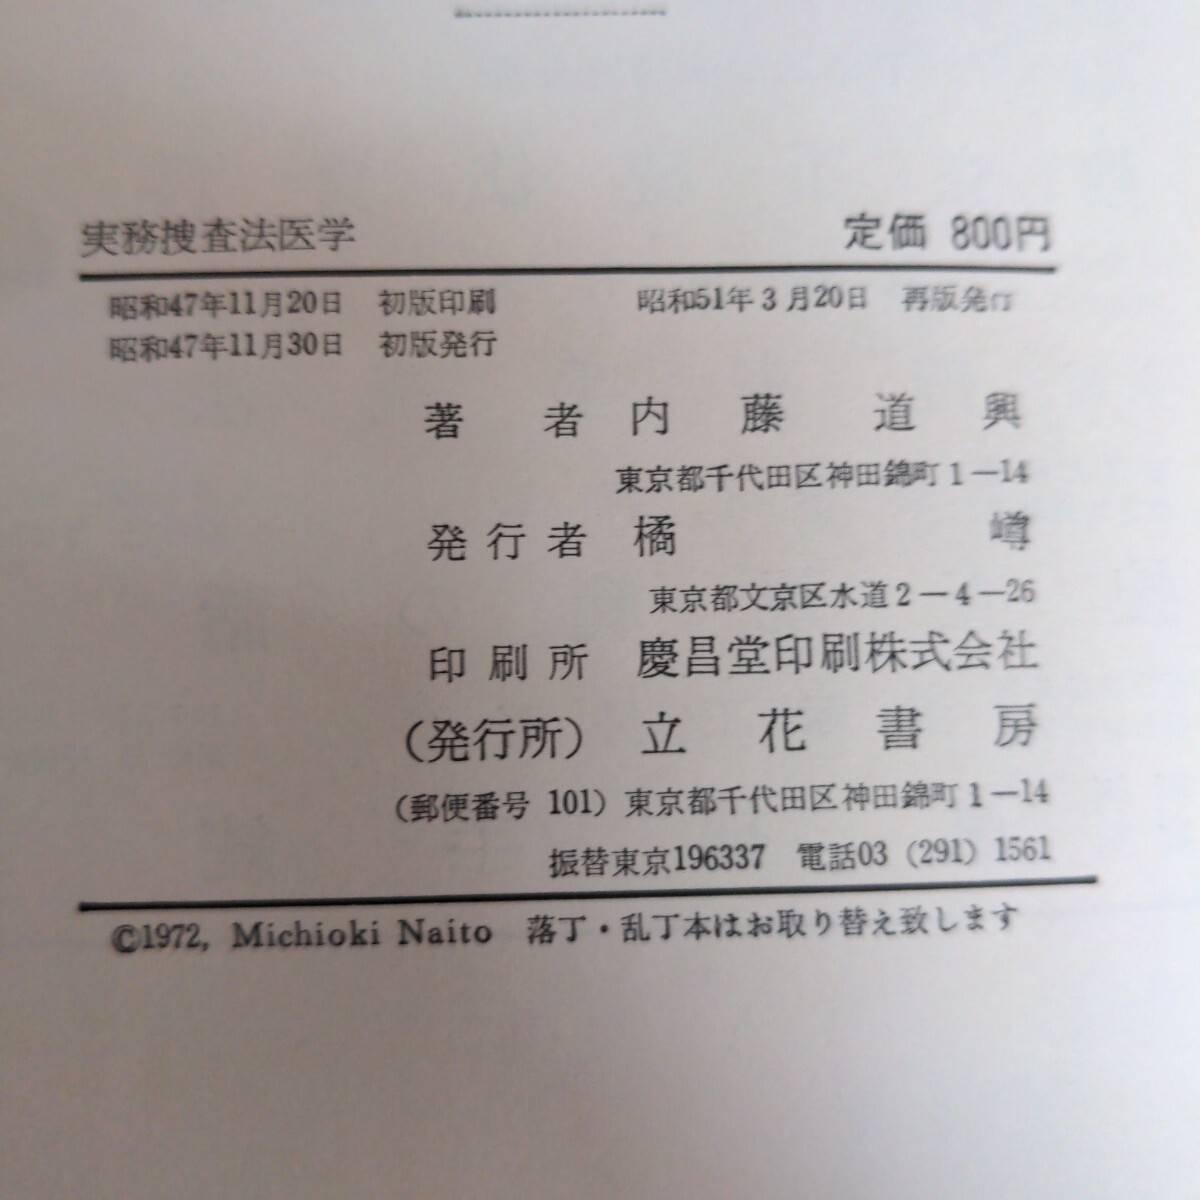 実務捜査法医学 定価 800円
昭和47年11月20日 初版印刷 昭和51年3月20日 再版発行
昭和47年11月30日 初版発行
著者 内藤道興
東京都千代田区神田錦町1—14
発行者 橘 嶟
東京都文京区水道2—4—26
印刷所 慶昌堂印刷株式会社
(発行所) 立花書房
(郵便番号 101) 東京都千代田区神田錦町1—14
振替東京196337 電話03 (291) 1561
©1972, Michioki Naito 落丁・乱丁本はお取り替え致します